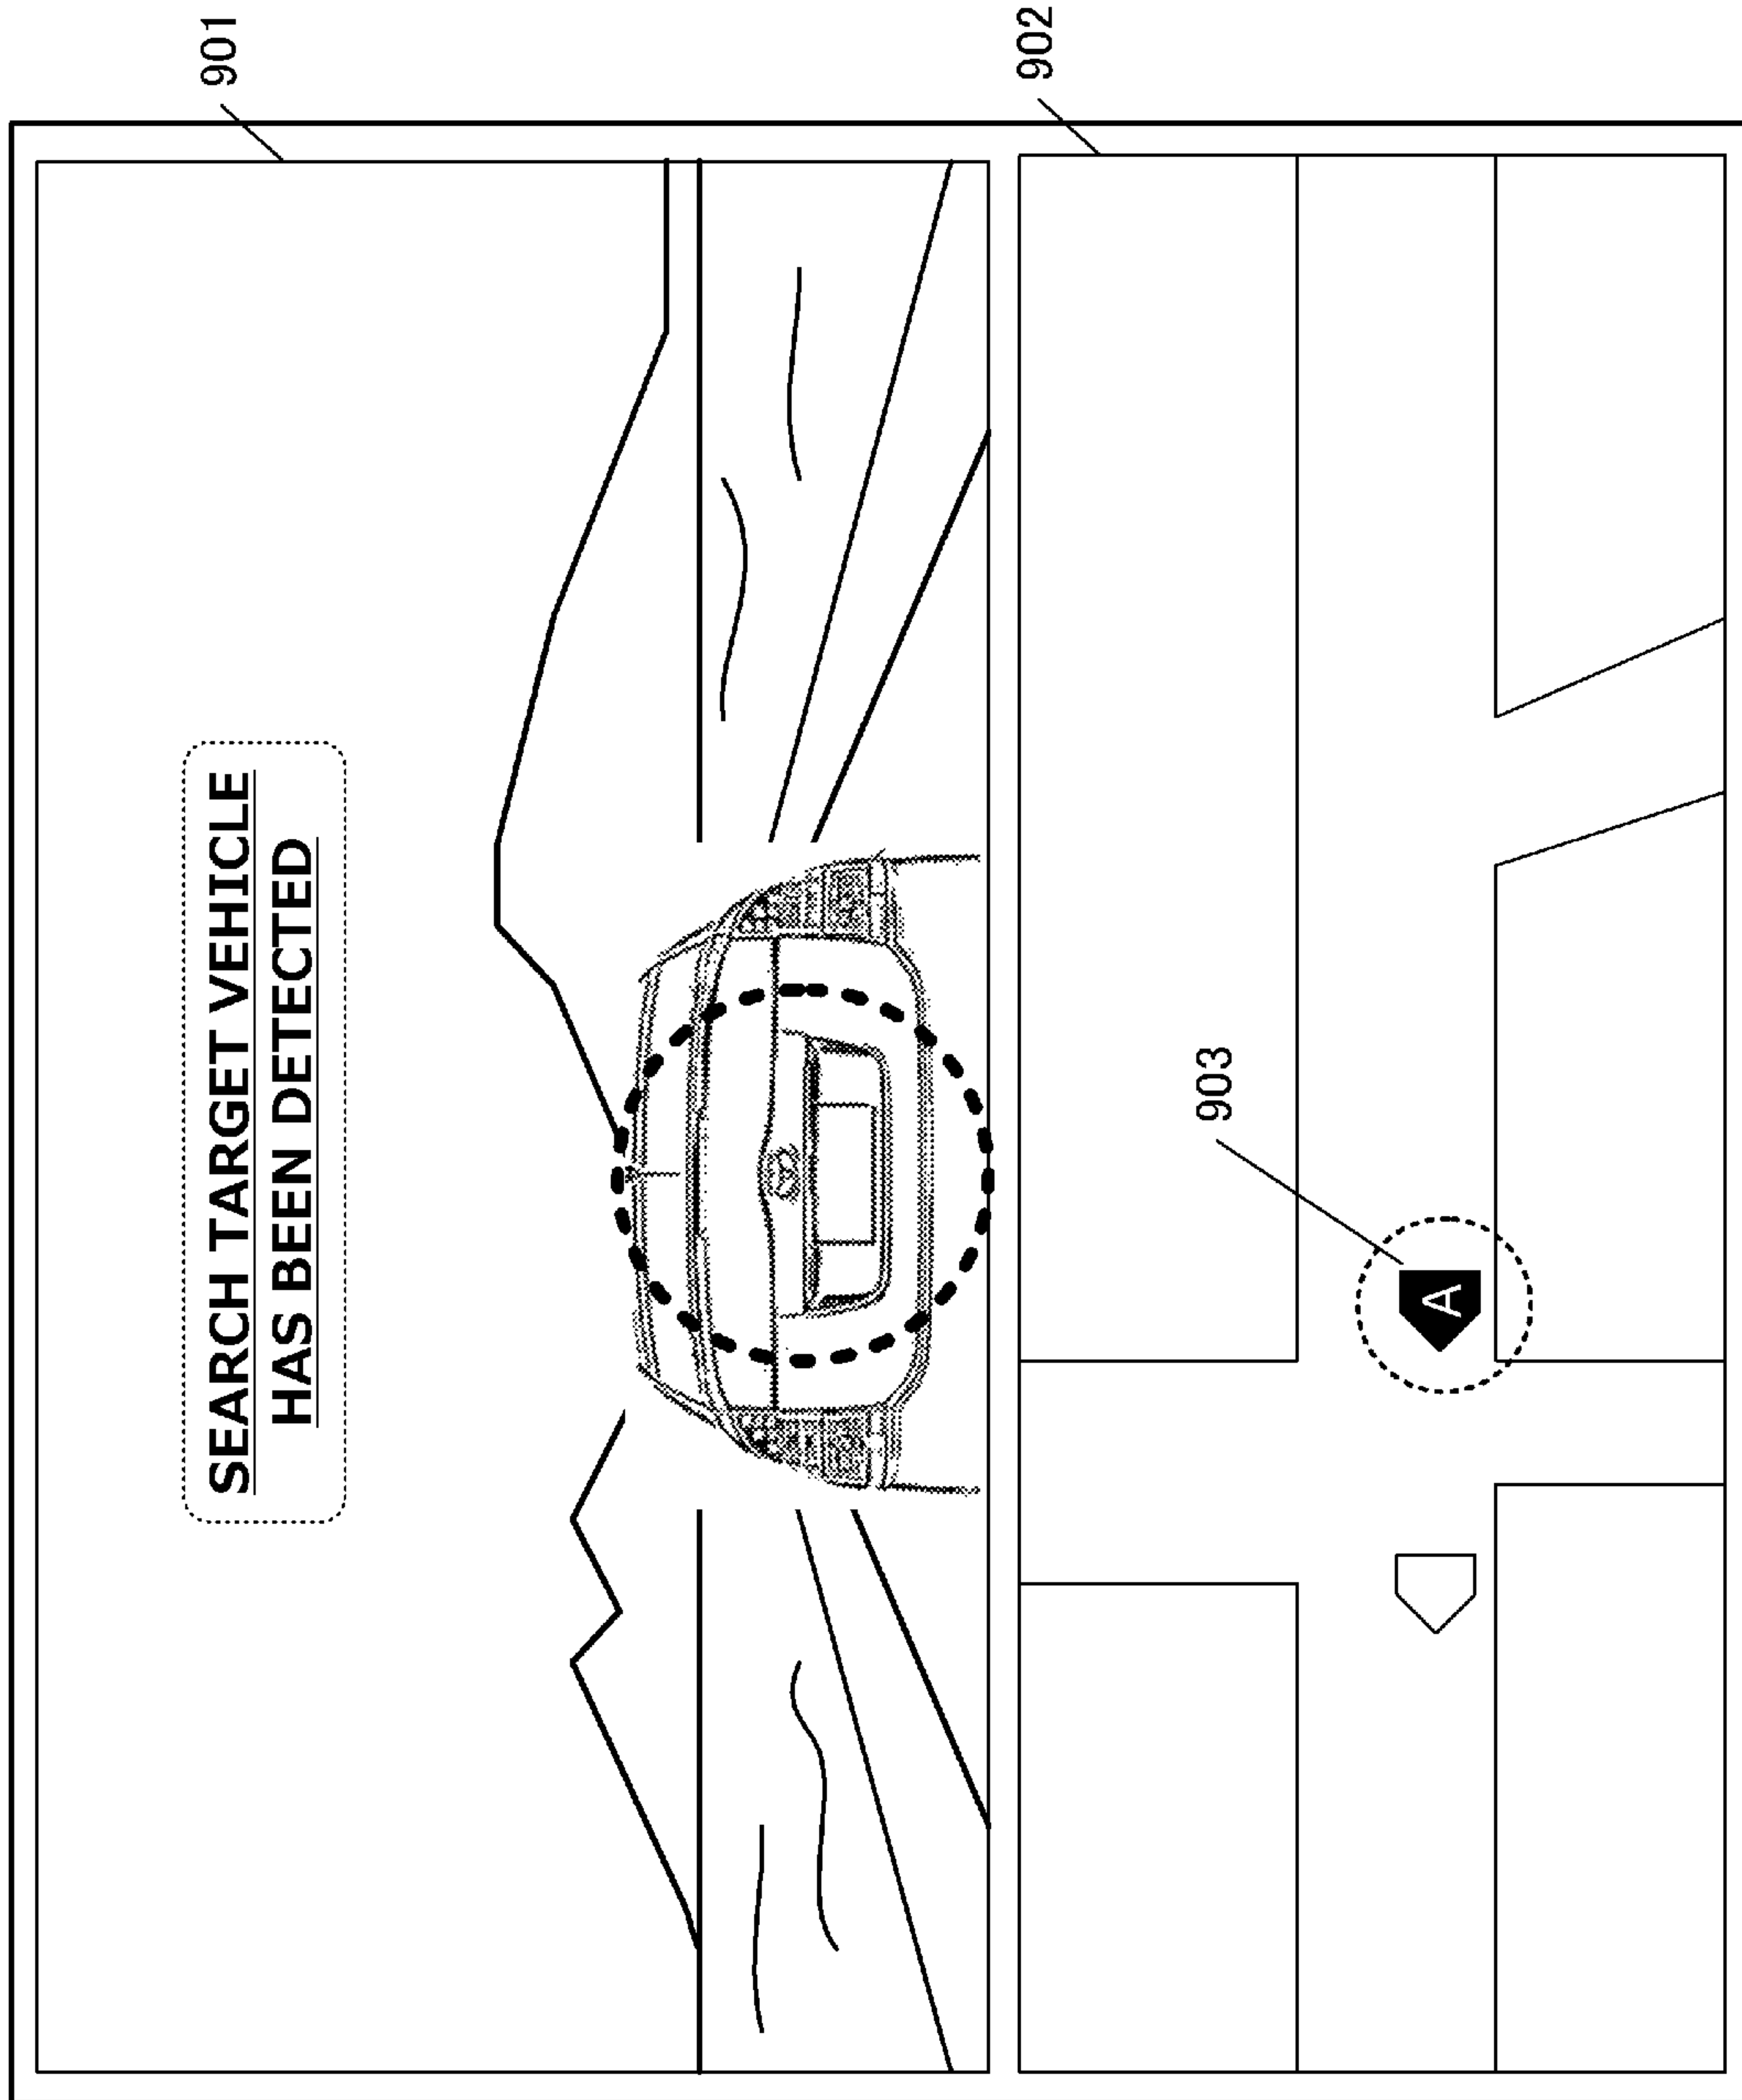 SEARCH TARGET VEHICLE
HAS BEEN DETECTED
901
902
903
A